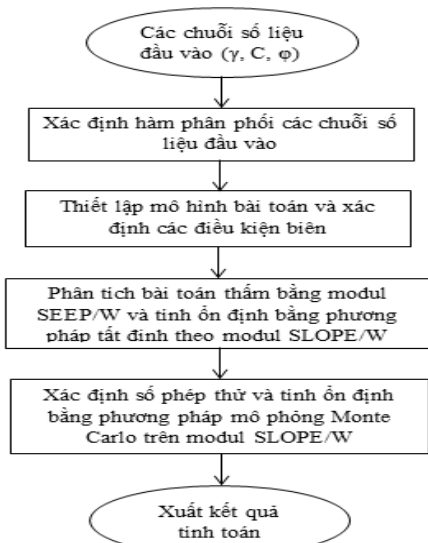 Các chuỗi số liệu
đầu vào (γ, C, φ)
Xác định hàm phân phối các chuỗi số
liệu đầu vào
Thiết lập mô hình bài toán và xác
định các điều kiện biên
Phân tích bài toán thấm bằng modul
SEEP/W và tính ổn định bằng phương
pháp tất định theo modul SLOPE/W
Xác định số phép thử và tính ổn định
bằng phương pháp mô phỏng Monte
Carlo trên modul SLOPE/W
Xuất kết quả
tính toán